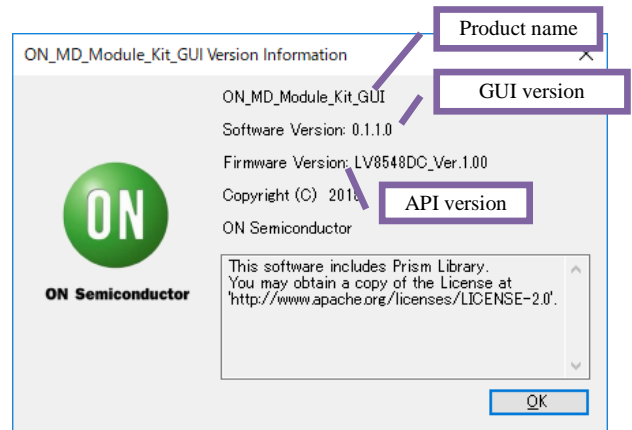 Product name
ON_MD_Module_Kit_GUI Version Information
ON_MD_Module_Kit_GUI
GUI version
Software Version: 0.1.1.0
Firmware Version: LV8548DC_Ver.1.00
Copyright (C) 201
API version
ON Semiconductor
ON
ON Semiconductor
This software includes Prism Library.
You may obtain a copy of the License at
'http://www.apache.org/licenses/LICENSE-2.0'.
OK